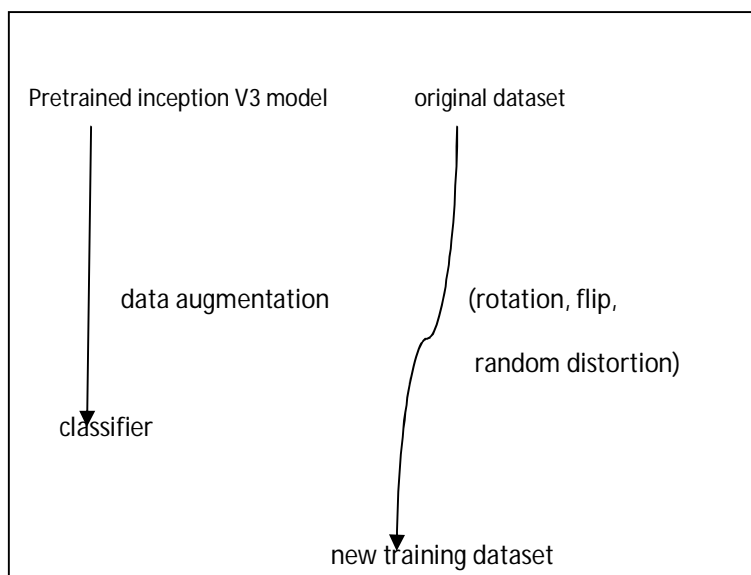 Pretrained inception V3 model
original dataset
data augmentation
(rotation, flip,
random distortion)
classifier
new training dataset